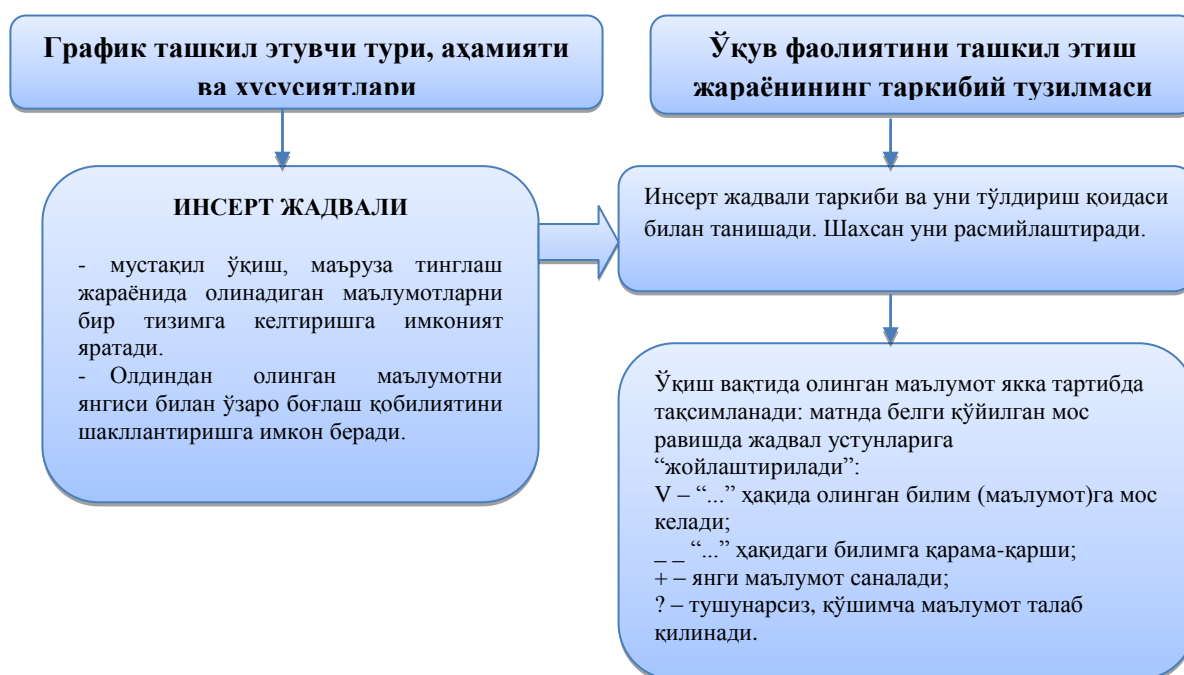 График ташкил этувчи тури, аҳамияти
ва хусусиятлари
Ўқув фаолиятини ташкил этиш
жараёнининг таркибий тузилмаси
ИНСЕРТ ЖАДВАЛИ
- мустақил ўқиш, маъруза тинглаш
жараёнида олинадиган маълумотларни
бир тизимга келтиришга имконият
яратади.
- Олдиндан олинган маълумотни
янгиси билан ўзаро боғлаш қобилиятини
шакллантиришга имкон беради.
Инсерт жадвали таркиби ва уни тўлдириш қоидаси
билан танишади. Шахсан уни расмийлаштиради.
Ўқиш вақтида олинган маълумот якка тартибда
тақсимланади: матнда белги қўйилган мос
равишда жадвал устунларига
“жойлаштирилади”:
V – “...” ҳақида олинган билим (маълумот)га мос
келади;
_ _ “...” ҳақидаги билимга қарама-қарши;
+ – янги маълумот саналади;
? – тушунарсиз, қўшимча маълумот талаб
қилинади.